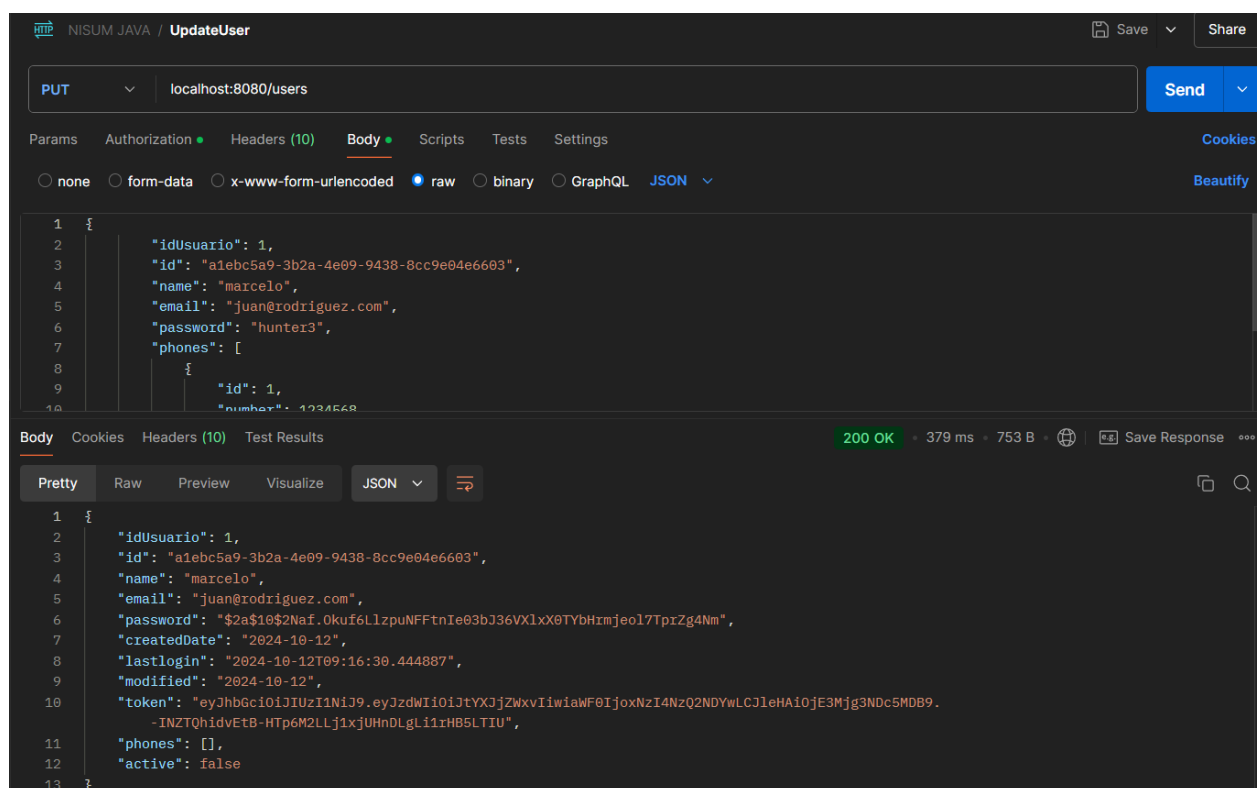 HTTP NISUM JAVA / UpdateUser Save Share
PUT localhost:8080/users Send
Params Authorization Headers (10) Body Scripts Tests Settings Cookies
none form-data x-www-form-urlencoded raw binary GraphQL JSON Beautify
1 {
2 "idUsuario": 1,
3 "id": "a1ebc5a9-3b2a-4e09-9438-8cc9e04e6603",
4 "name": "marcelo",
5 "email": "juan@rodriguez.com",
6 "password": "hunter3",
7 "phones": [
8 {
9 "id": 1,
10 "number": 1234568
Body Cookies Headers (10) Test Results 200 OK 379 ms 753 B e.g. Save Response
Pretty Raw Preview Visualize JSON
1 {
2 "idUsuario": 1,
3 "id": "a1ebc5a9-3b2a-4e09-9438-8cc9e04e6603",
4 "name": "marcelo",
5 "email": "juan@rodriguez.com",
6 "password": "$2a$10$2Naf.Okuf6LlzpuNFFtnIe03bJ36VXlxX0TYbHrmjeol7TprZg4Nm",
7 "createdDate": "2024-10-12",
8 "lastlogin": "2024-10-12T09:16:30.444887",
9 "modified": "2024-10-12",
10 "token": "eyJhbGciOiJIUzI1NiJ9.eyJzdWIiOiJtYXJjZWxvIiwiaWF0IjoxNzI4NzQ2NDYwLCJleHAiOjE3Mjg3NDc5MDB9.
-INZTQhidvEtB-HTp6M2LLj1xjUHnDLgLi1rHB5LTIU",
11 "phones": [],
12 "active": false
13 }